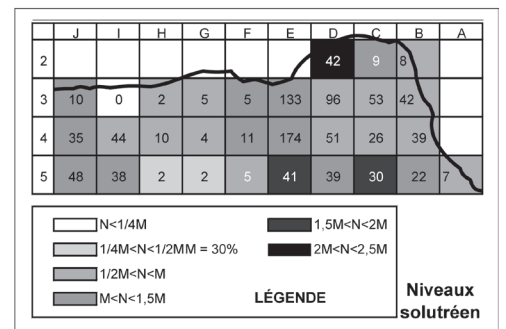 J I H G F E D C B A
2 42 9 8
3 10 0 2 5 5 133 96 53 42
4 35 44 10 4 11 174 51 26 39
5 48 38 2 2 5 41 39 30 22 7
N<1/4M 1,5M<N<2M
1/4M<N<1/2MM = 30% 2M<N<2,5M
1/2M<N<M
M<N<1,5M LÉGENDE
Niveaux
solutréen